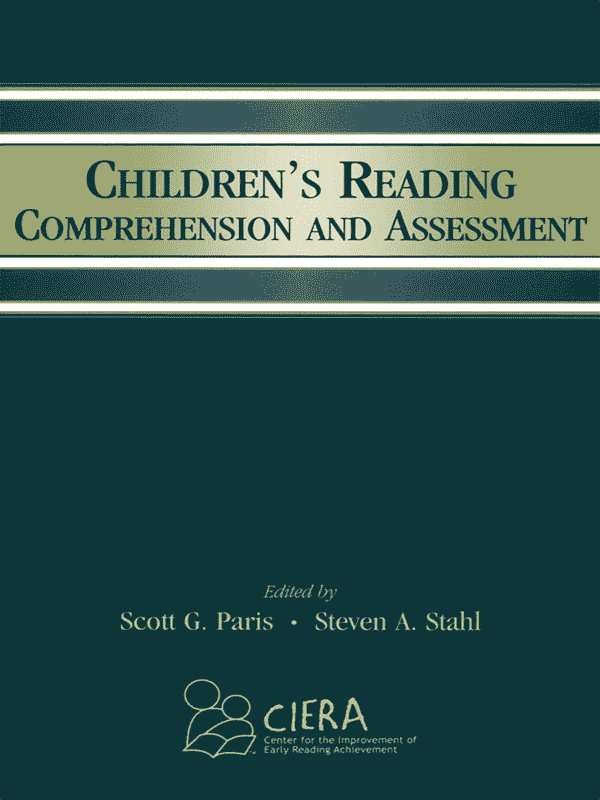 CHILDREN'S READING
COMPREHENSION AND ASSESSMENT
Edited by
Scott G. Paris • Steven A. Stahl
CIERA
Center for the Improvement of
Early Reading Achievement